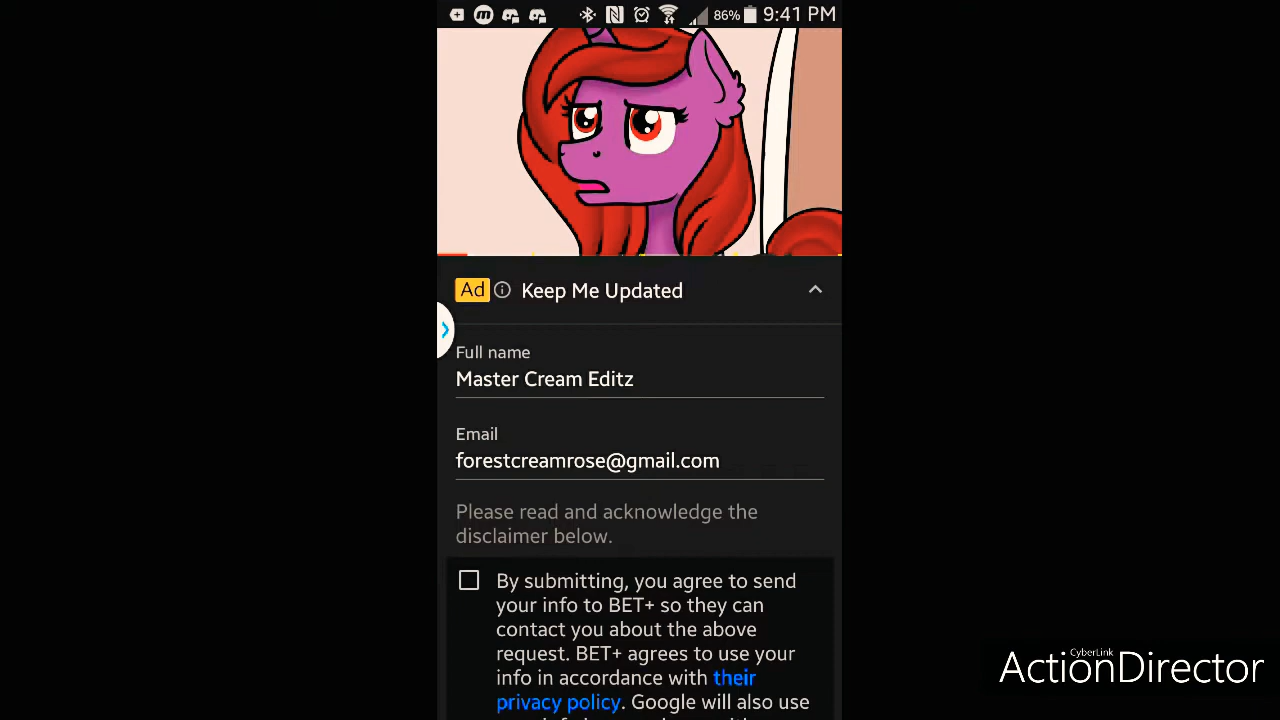 86% 9:41 PM
Ad Keep Me Updated
Full name
Master Cream Editz
Email
forestcreamrose@gmail.com
Please read and acknowledge the
disclaimer below.
By submitting, you agree to send
your info to BET+ so they can
contact you about the above
request. BET+ agrees to use your
info in accordance with their
privacy policy. Google will also use
CyberLink
ActionDirector